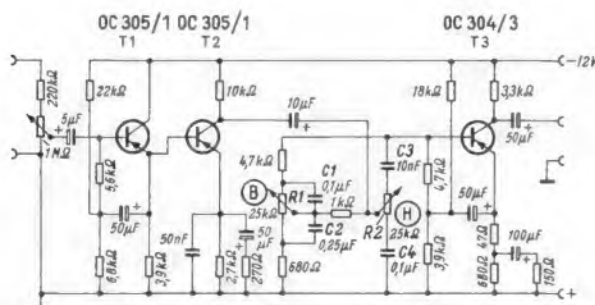 OC 305/1 OC 305/1 OC 304/3
T1 T2 T3
220kΩ
1MΩ
5µF
+
22kΩ
5,6kΩ
50µF
+
6,8kΩ
3,9kΩ
10kΩ
50nF
2,7kΩ
50 µF
+
270Ω
10µF
+
4,7kΩ
B
R1
25kΩ
680Ω
C1
0,1µF
1kΩ
C2
0,25µF
C3
10nF
R2
H
25kΩ
C4
0,1µF
18kΩ
4,7kΩ
3,9kΩ
50µF
+
3,3kΩ
50µF
+
47Ω
680Ω
100µF
+
150Ω
-12V
+